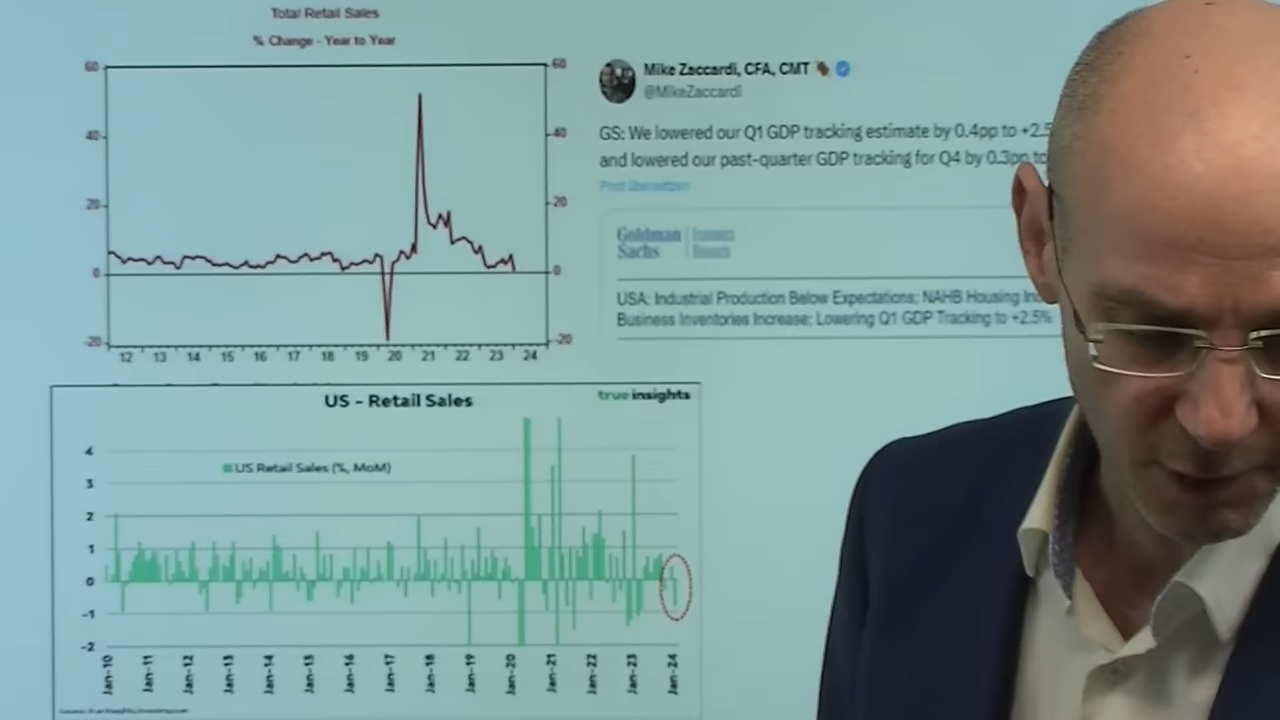 Total Retail Sales
% Change - Year to Year
60
40
20
0
-20
60
40
20
0
-20
12 13 14 15 16 17 18 19 20 21 22 23 24
Mike Zaccardi, CFA, CMT
@MikeZaccardi
GS: We lowered our Q1 GDP tracking estimate by 0.4pp to +2.5
and lowered our past-quarter GDP tracking for Q4 by 0.3pp to
Post übersetzen
Goldman
Sachs
Economics
Research
USA: Industrial Production Below Expectations; NAHB Housing
Business Inventories Increase; Lowering Q1 GDP Tracking to +2.5%
US - Retail Sales
true insights
US Retail Sales (%, MoM)
4
3
2
1
0
-1
-2
Jan-10 Jan-11 Jan-12 Jan-13 Jan-14 Jan-15 Jan-16 Jan-17 Jan-18 Jan-19 Jan-20 Jan-21 Jan-22 Jan-23 Jan-24